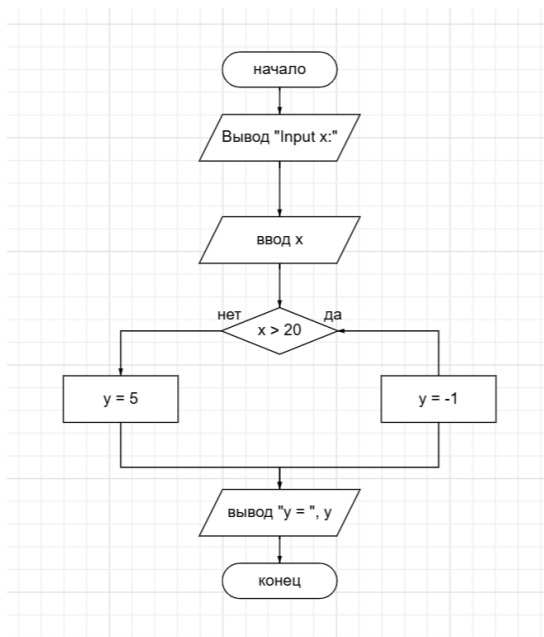 начало
Вывод "Input x:"
ввод x
нет
да
x > 20
y = 5
y = -1
вывод "y = ", y
конец